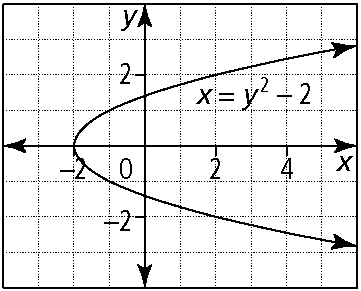 y
2
x = y² – 2
–2 0 2 4 x
–2